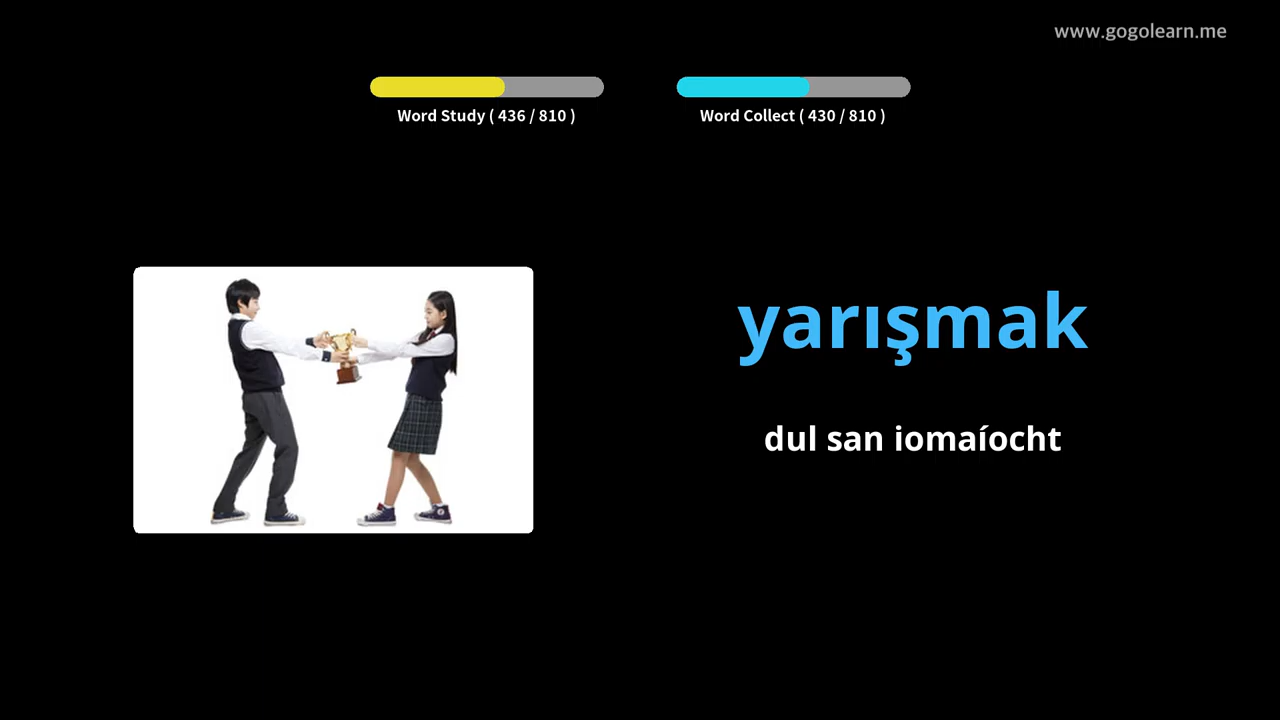 www.gogolearn.me
Word Study ( 436 / 810 )
Word Collect ( 430 / 810 )
yarışmak
dul san iomaíocht